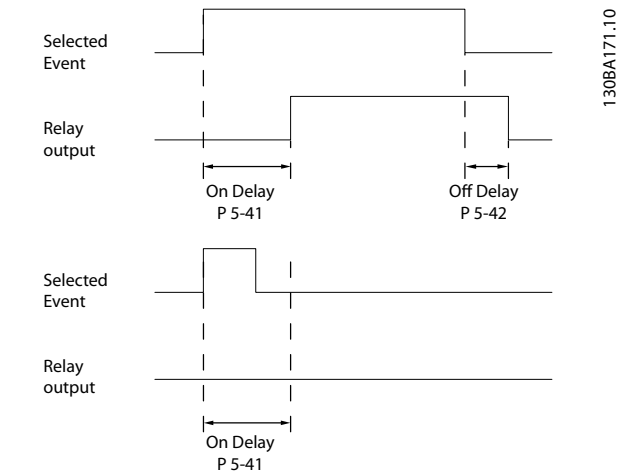 130BA171.10
Selected
Event
Relay
output
On Delay
P 5-41
Off Delay
P 5-42
Selected
Event
Relay
output
On Delay
P 5-41